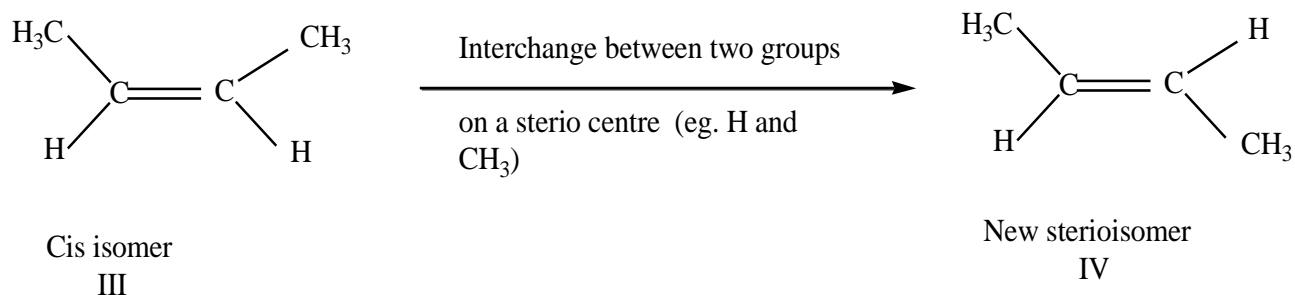 H₃C CH₃
C C
H H
Cis isomer
III
Interchange between two groups
on a sterio centre (eg. H and
CH₃)
H₃C H
C C
H CH₃
New sterioisomer
IV